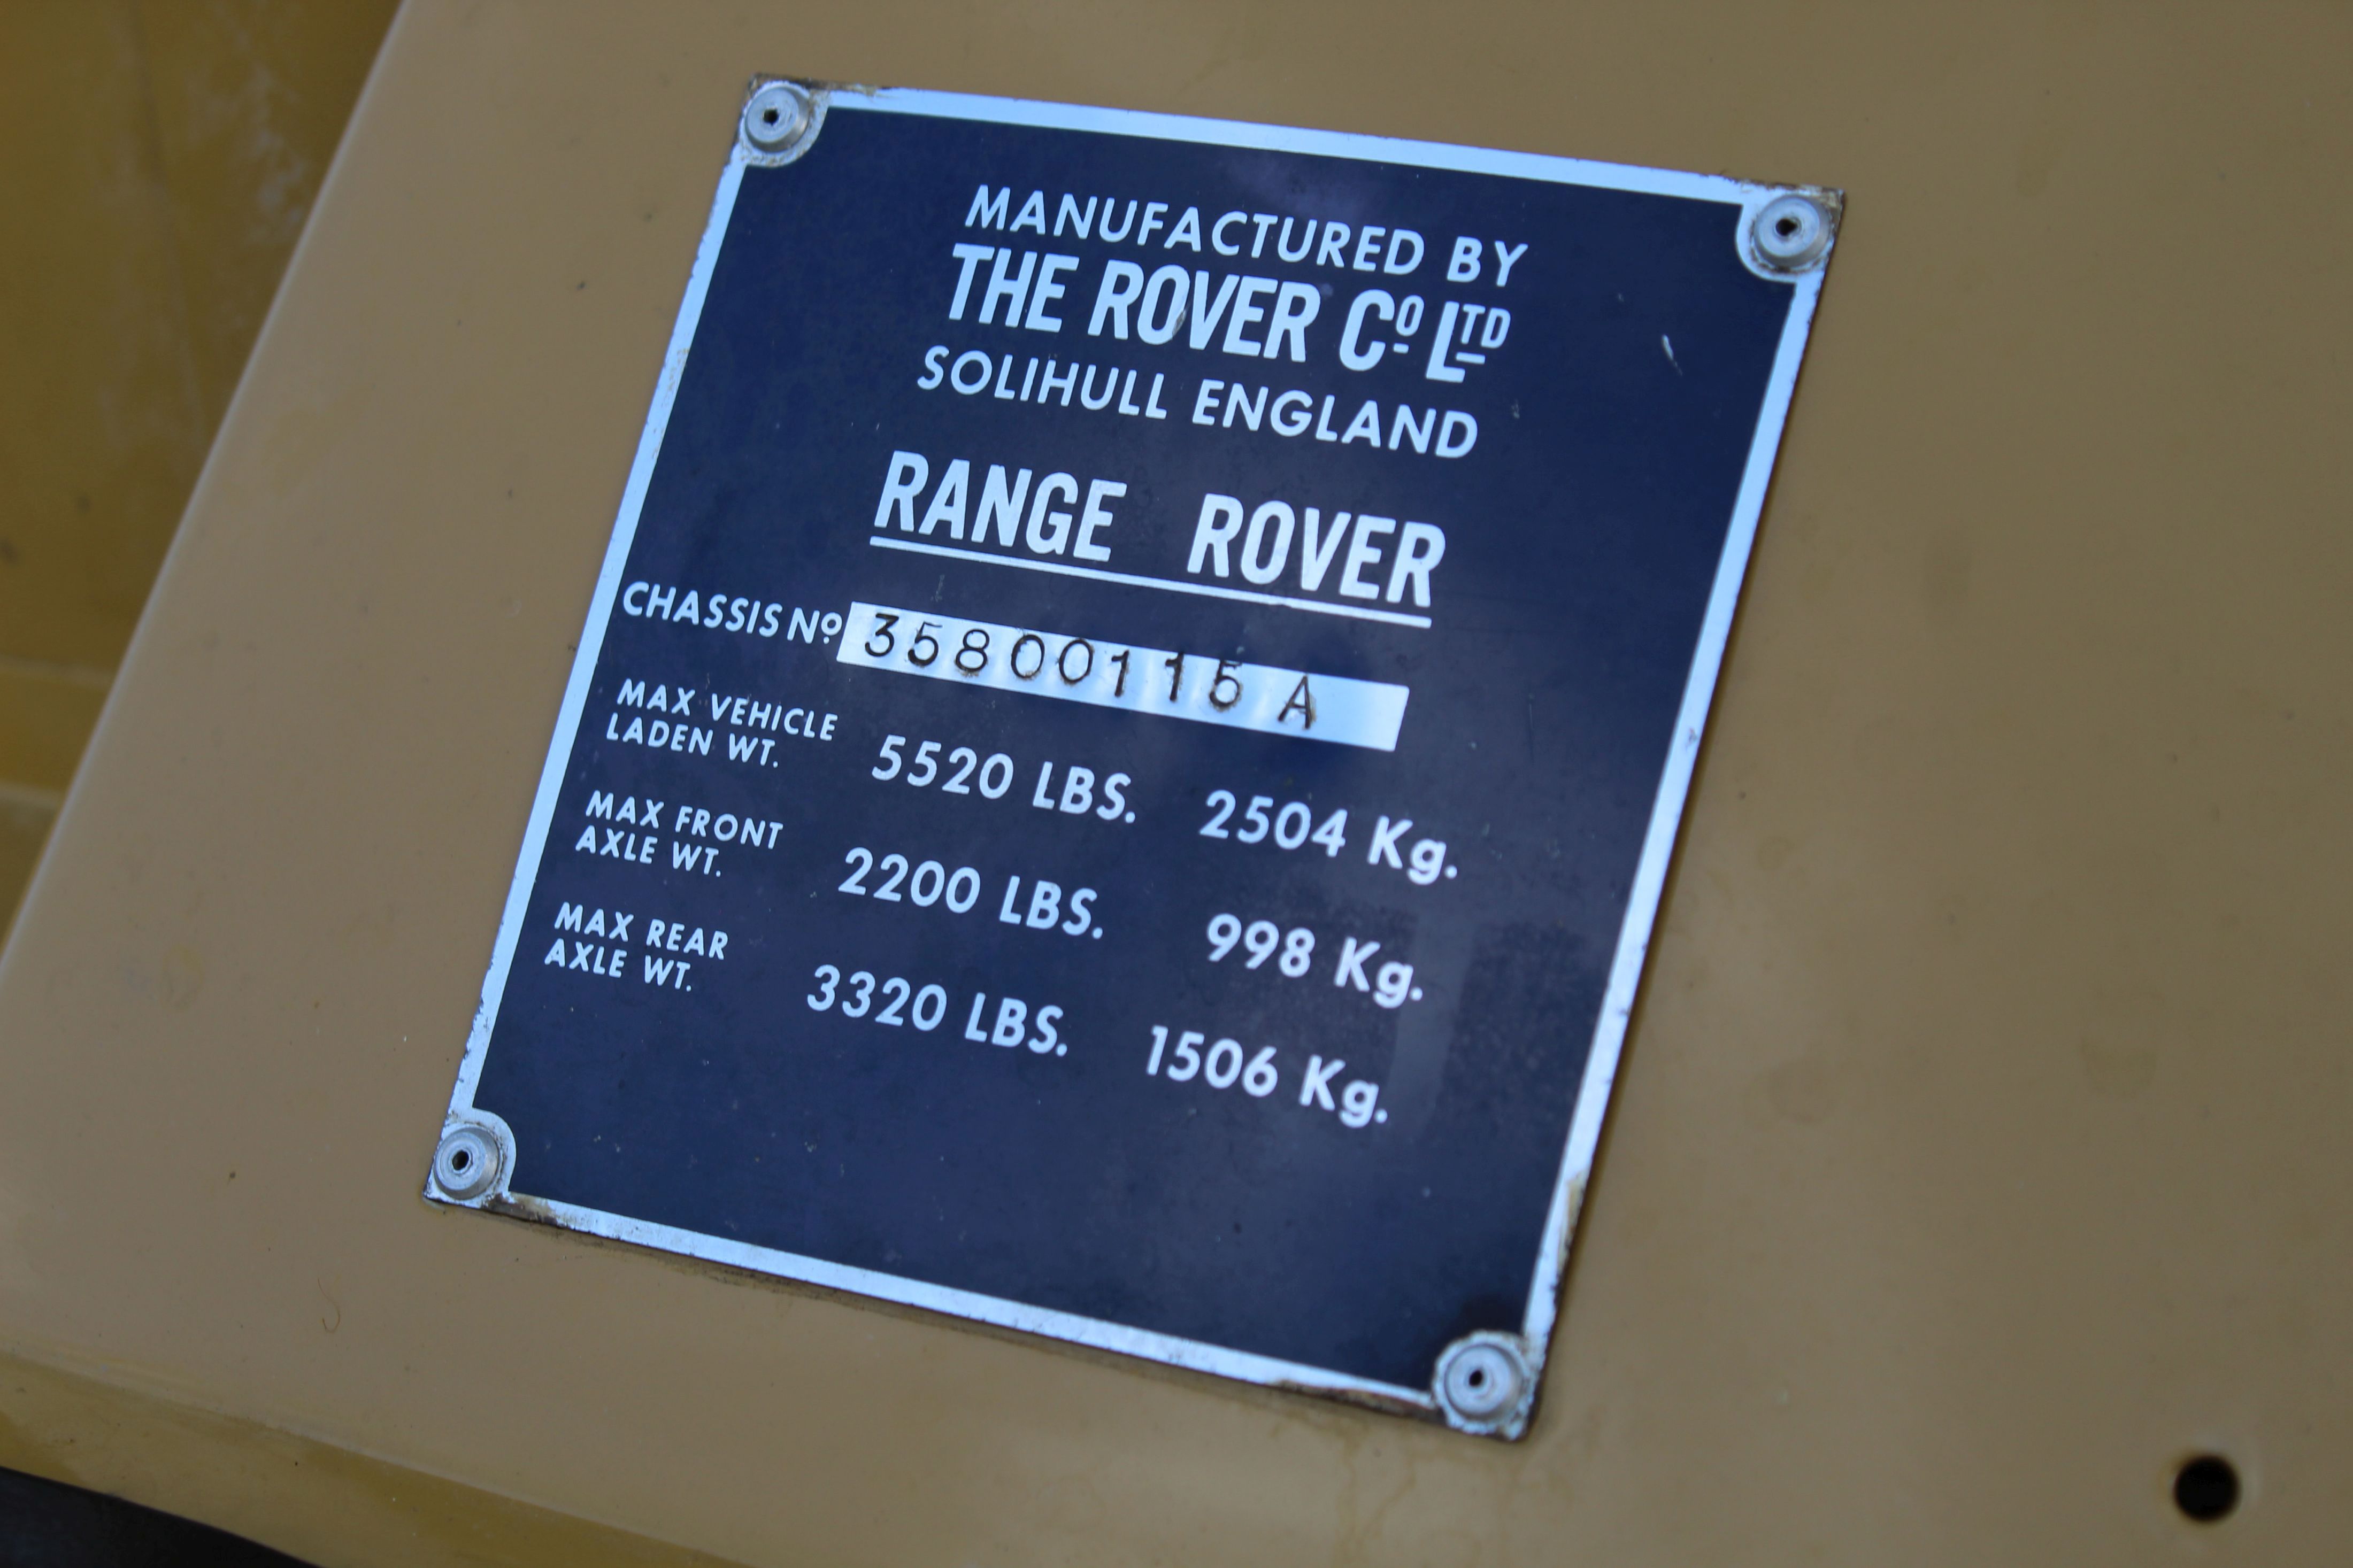 MANUFACTURED BY
THE ROVER Co LTD
SOLIHULL ENGLAND
RANGE ROVER
CHASSIS No 35800115 A
MAX VEHICLE
LADEN WT. 5520 LBS. 2504 Kg.
MAX FRONT
AXLE WT. 2200 LBS. 998 Kg.
MAX REAR
AXLE WT. 3320 LBS. 1506 Kg.